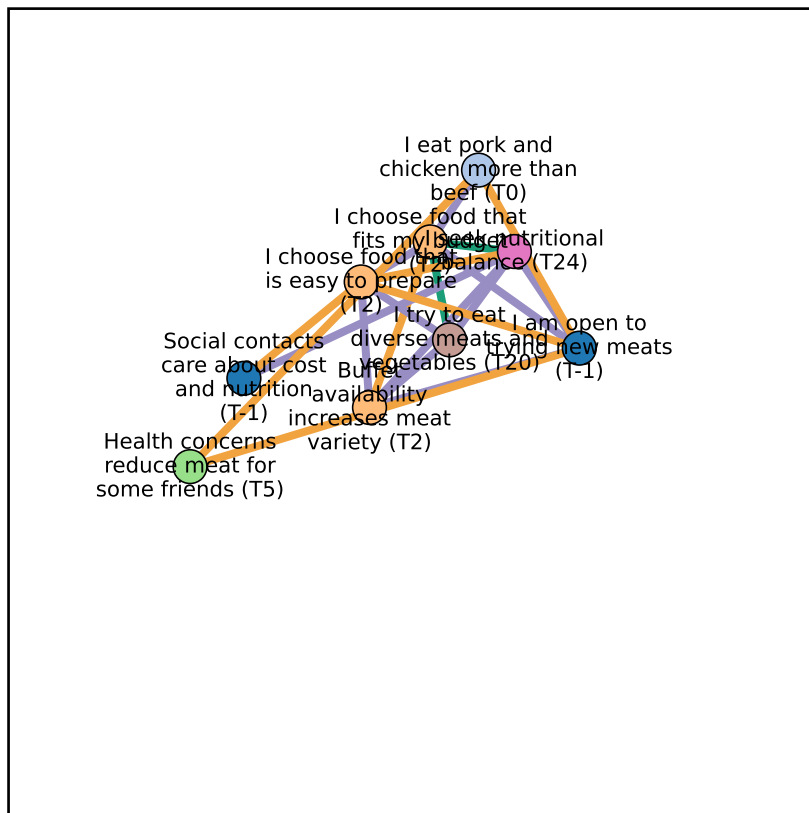 I eat pork and
chicken more than
beef (T0)
I choose food that
fits my budget
(T2)
I seek nutritional
balance (T24)
I choose food that
is easy to prepare
(T2)
I try to eat
diverse meats and
vegetables (T20)
I am open to
trying new meats
(T-1)
Social contacts
care about cost
and nutrition
(T-1)
Buffet
availability
increases meat
variety (T2)
Health concerns
reduce meat for
some friends (T5)